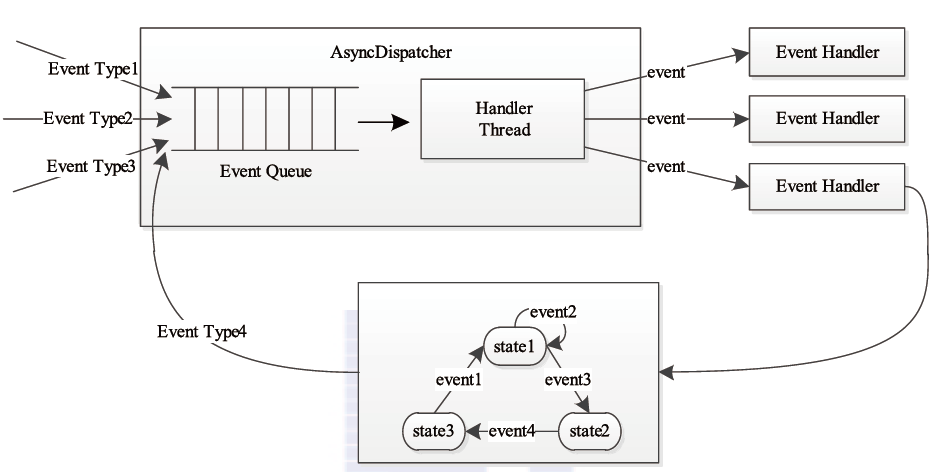 AsyncDispatcher
Event Type1
Event Type2
Event Type3
Event Queue
Handler
Thread
event
event
event
Event Handler
Event Handler
Event Handler
Event Type4
event2
state1
event1
event3
state3
event4
state2